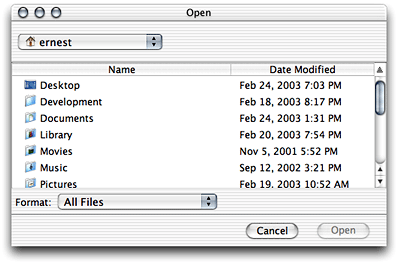 Open
ernest
Name Date Modified
Desktop Feb 24, 2003 7:03 PM
Development Feb 18, 2003 8:17 PM
Documents Feb 24, 2003 1:31 PM
Library Feb 20, 2003 7:54 PM
Movies Nov 5, 2001 5:52 PM
Music Sep 12, 2002 3:21 PM
Pictures Feb 19, 2003 10:52 AM
Format: All Files
Cancel Open